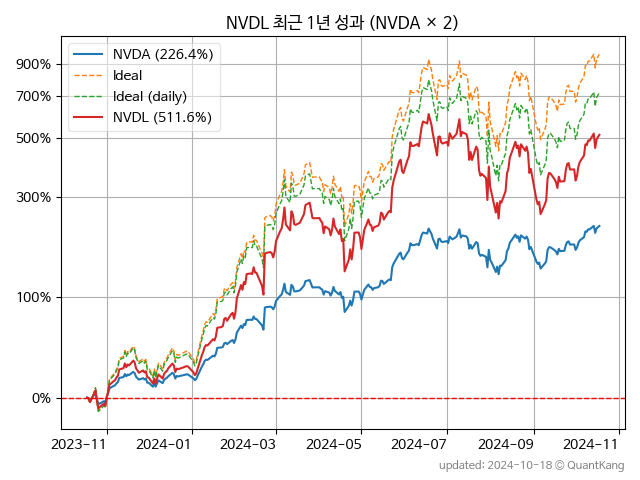 NVDL 최근 1년 성과 (NVDA × 2)
NVDA (226.4%)
Ideal
Ideal (daily)
NVDL (511.6%)
900%
700%
500%
300%
100%
0%
2023-11
2024-01
2024-03
2024-05
2024-07
2024-09
2024-11
updated: 2024-10-18 © QuantKang